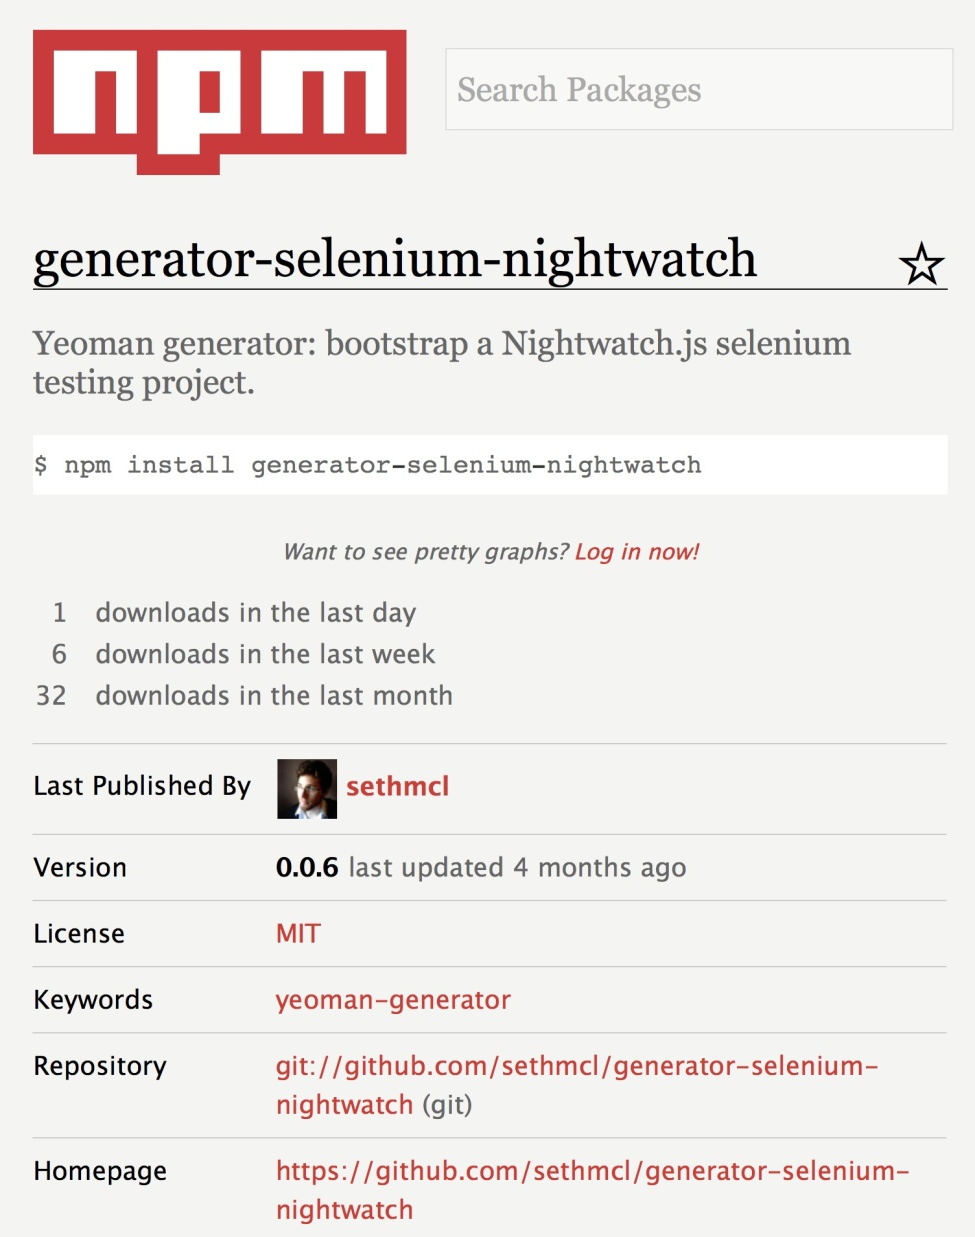 npm
Search Packages
generator-selenium-nightwatch
☆
Yeoman generator: bootstrap a Nightwatch.js selenium
testing project.
$ npm install generator-selenium-nightwatch
Want to see pretty graphs? Log in now!
1 downloads in the last day
6 downloads in the last week
32 downloads in the last month
Last Published By sethmcl
Version 0.0.6 last updated 4 months ago
License MIT
Keywords yeoman-generator
Repository git://github.com/sethmcl/generator-selenium-
nightwatch (git)
Homepage https://github.com/sethmcl/generator-selenium-
nightwatch